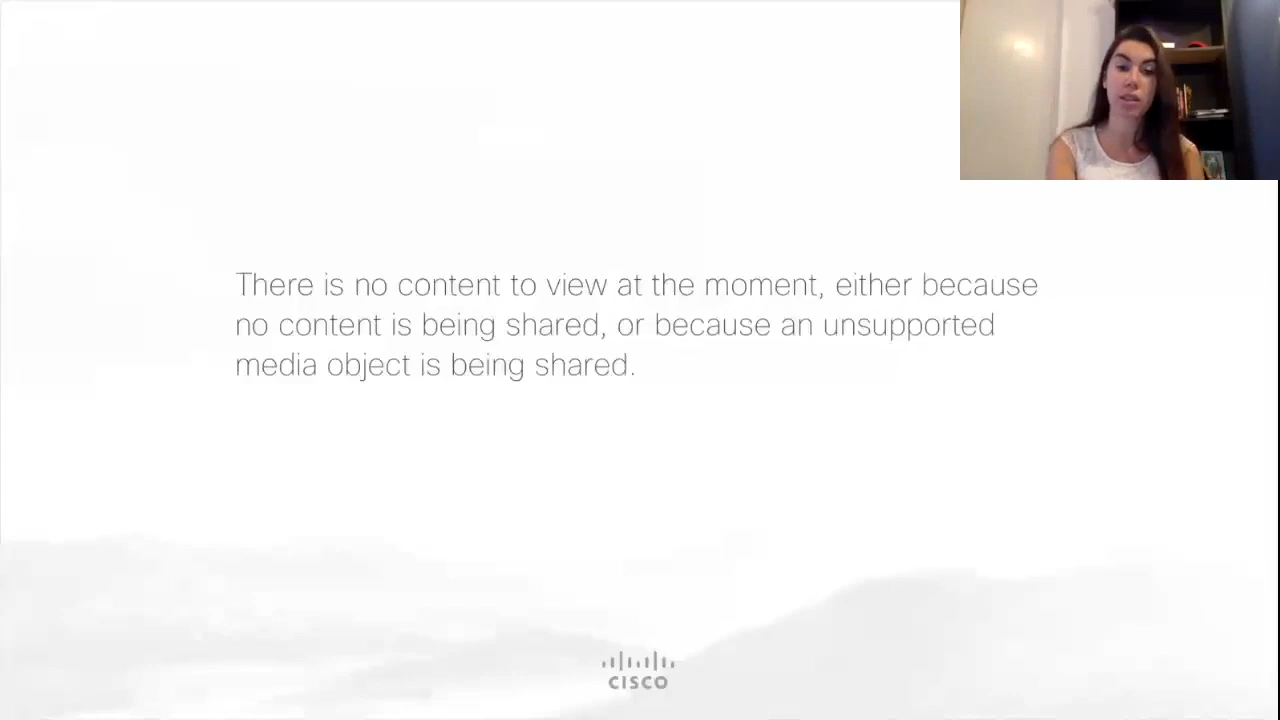 There is no content to view at the moment, either because
no content is being shared, or because an unsupported
media object is being shared.
CISCO